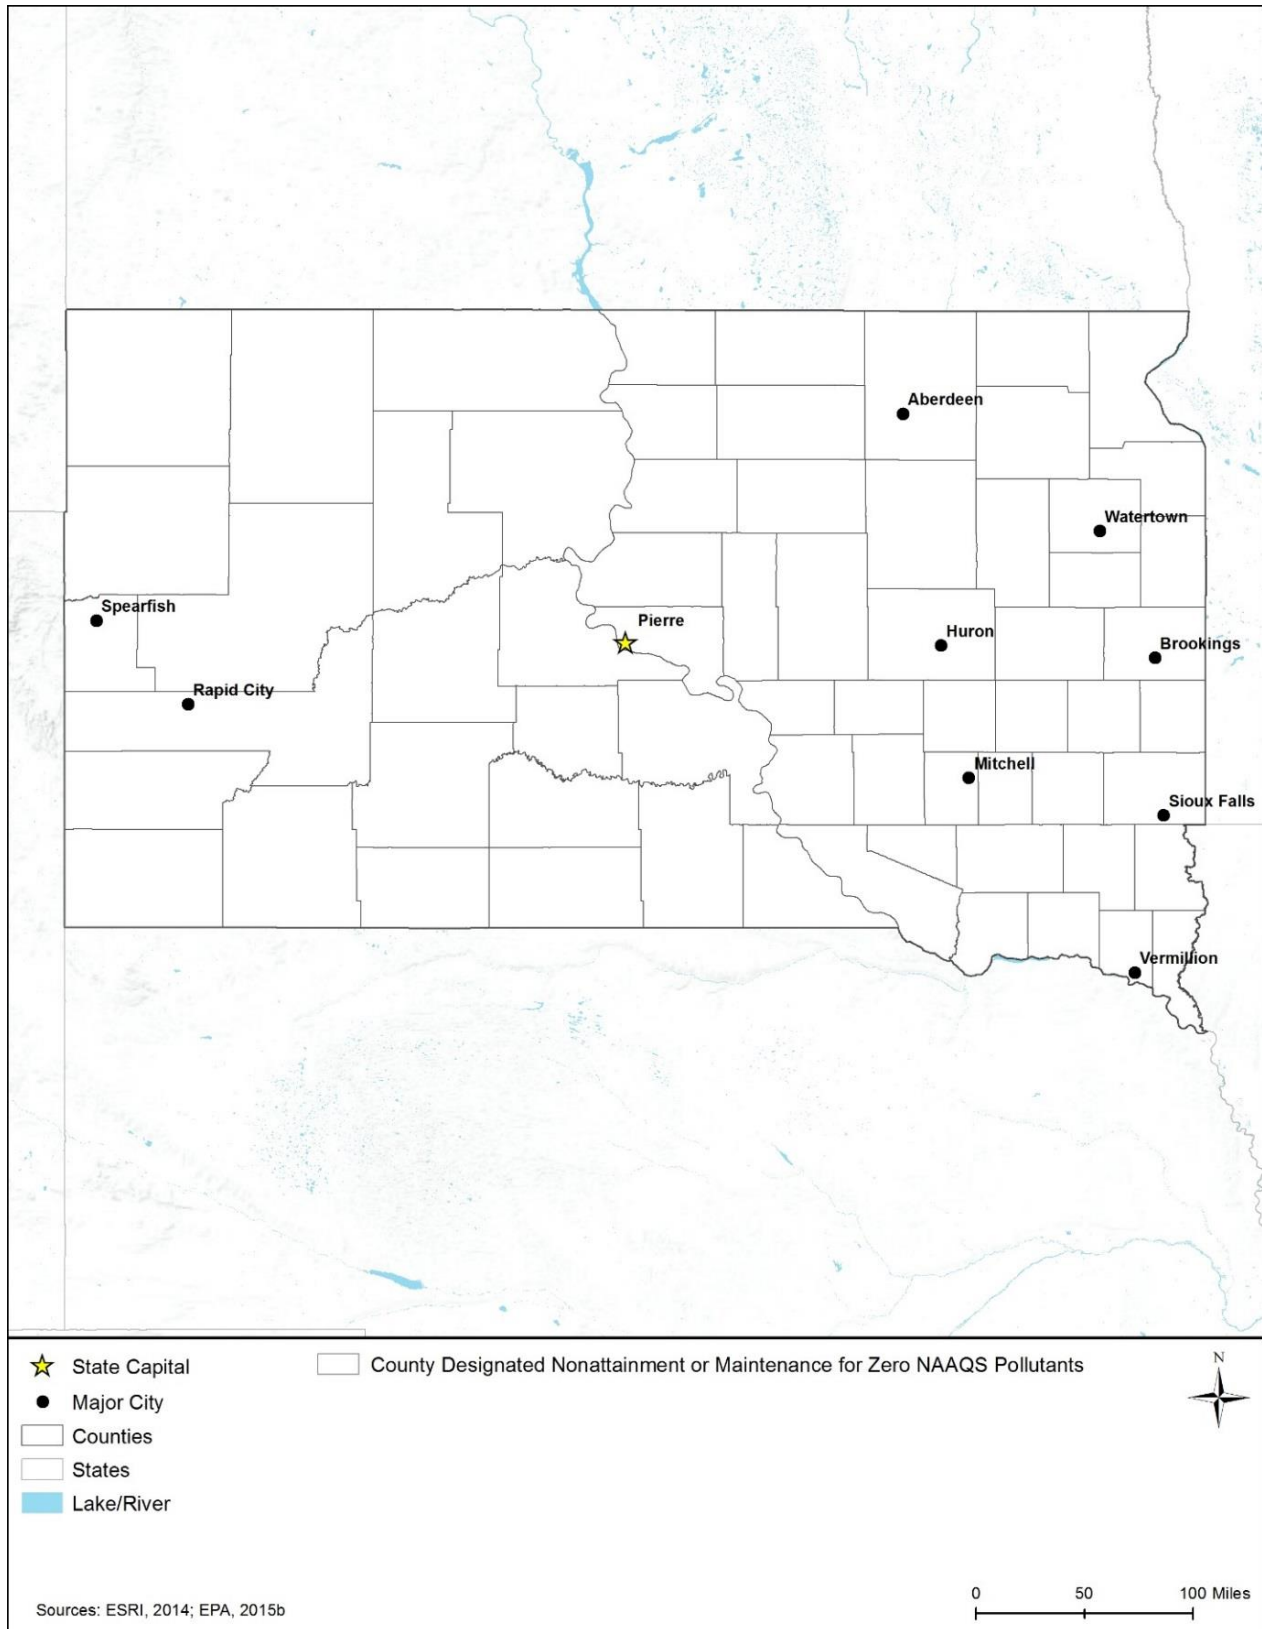 Aberdeen
Watertown
Spearfish
Pierre
Huron
Brookings
Rapid City
Mitchell
Sioux Falls
Vermillion
State Capital
County Designated Nonattainment or Maintenance for Zero NAAQS Pollutants
N
Major City
Counties
States
Lake/River
0 50 100 Miles
Sources: ESRI, 2014; EPA, 2015b